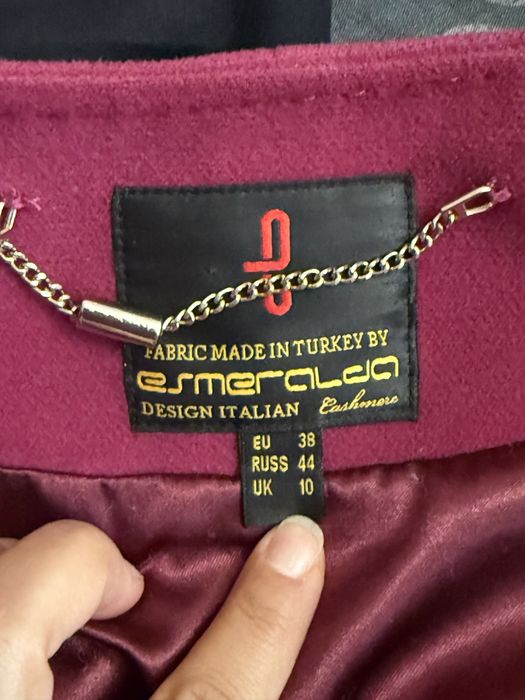 FABRIC MADE IN TURKEY BY
esmeralda
DESIGN ITALIAN Cashmere
EU 38
RUSS 44
UK 10